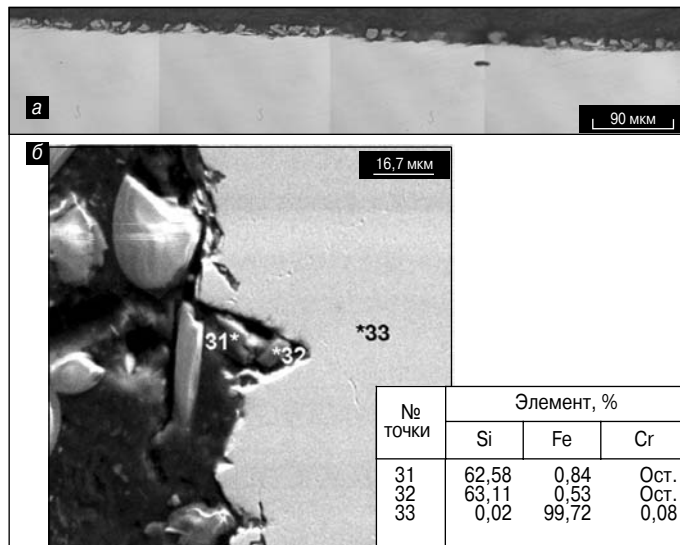 а
90 мкм
б
16,7 мкм
31*
*32
*33
№ точки
Элемент, %
Si Fe Cr
31 62,58 0,84 Ост.
32 63,11 0,53 Ост.
33 0,02 99,72 0,08